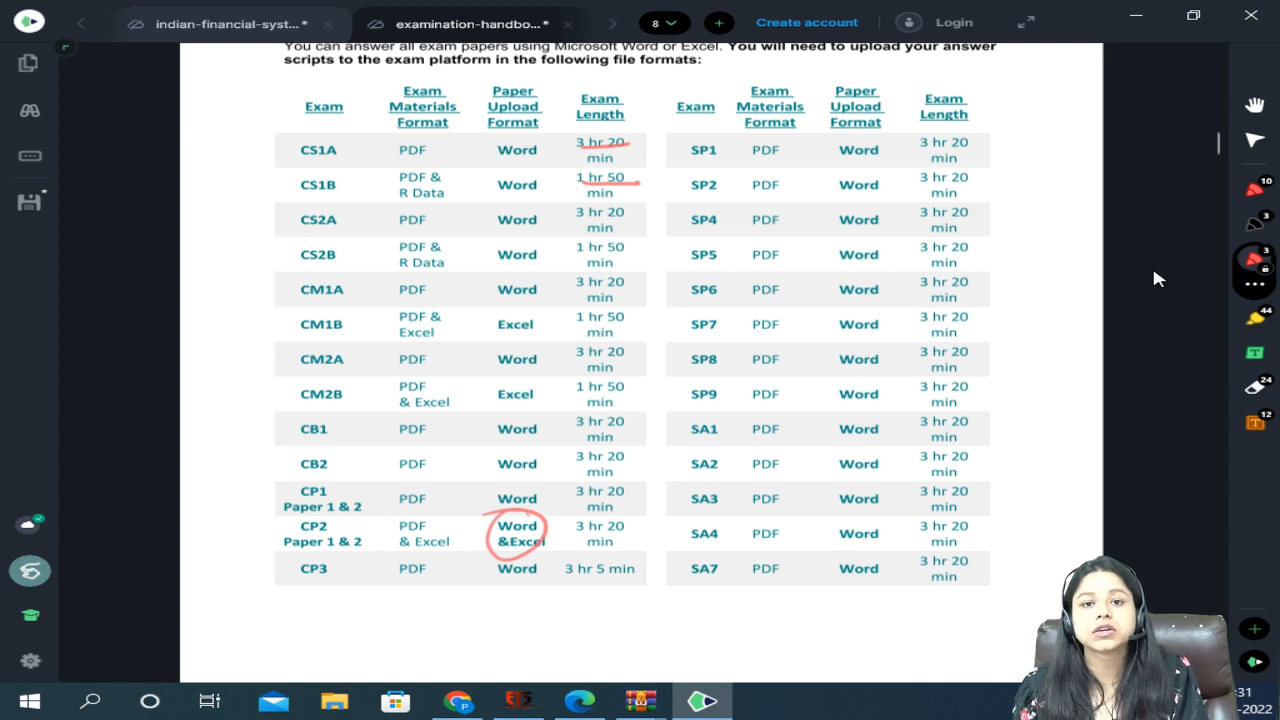 indian-financial-syst...*
examination-handbo...*
8
Create account
Login
You can answer all exam papers using Microsoft Word or Excel. You will need to upload your answer
scripts to the exam platform in the following file formats:
Exam Exam Materials Format Paper Upload Format Exam Length Exam Exam Materials Format Paper Upload Format Exam Length
CS1A PDF Word 3 hr 20 min SP1 PDF Word 3 hr 20 min
CS1B PDF & R Data Word 1 hr 50 min SP2 PDF Word 3 hr 20 min
CS2A PDF Word 3 hr 20 min SP4 PDF Word 3 hr 20 min
CS2B PDF & R Data Word 1 hr 50 min SP5 PDF Word 3 hr 20 min
CM1A PDF Word 3 hr 20 min SP6 PDF Word 3 hr 20 min
CM1B PDF & Excel Excel 1 hr 50 min SP7 PDF Word 3 hr 20 min
CM2A PDF Word 3 hr 20 min SP8 PDF Word 3 hr 20 min
CM2B PDF & Excel Excel 1 hr 50 min SP9 PDF Word 3 hr 20 min
CB1 PDF Word 3 hr 20 min SA1 PDF Word 3 hr 20 min
CB2 PDF Word 3 hr 20 min SA2 PDF Word 3 hr 20 min
CP1 Paper 1 & 2 PDF Word 3 hr 20 min SA3 PDF Word 3 hr 20 min
CP2 Paper 1 & 2 PDF & Excel Word &Excel 3 hr 20 min SA4 PDF Word 3 hr 20 min
CP3 PDF Word 3 hr 5 min SA7 PDF Word 3 hr 20 min
10
3
3
44
T
24
T 12
:31
-2022